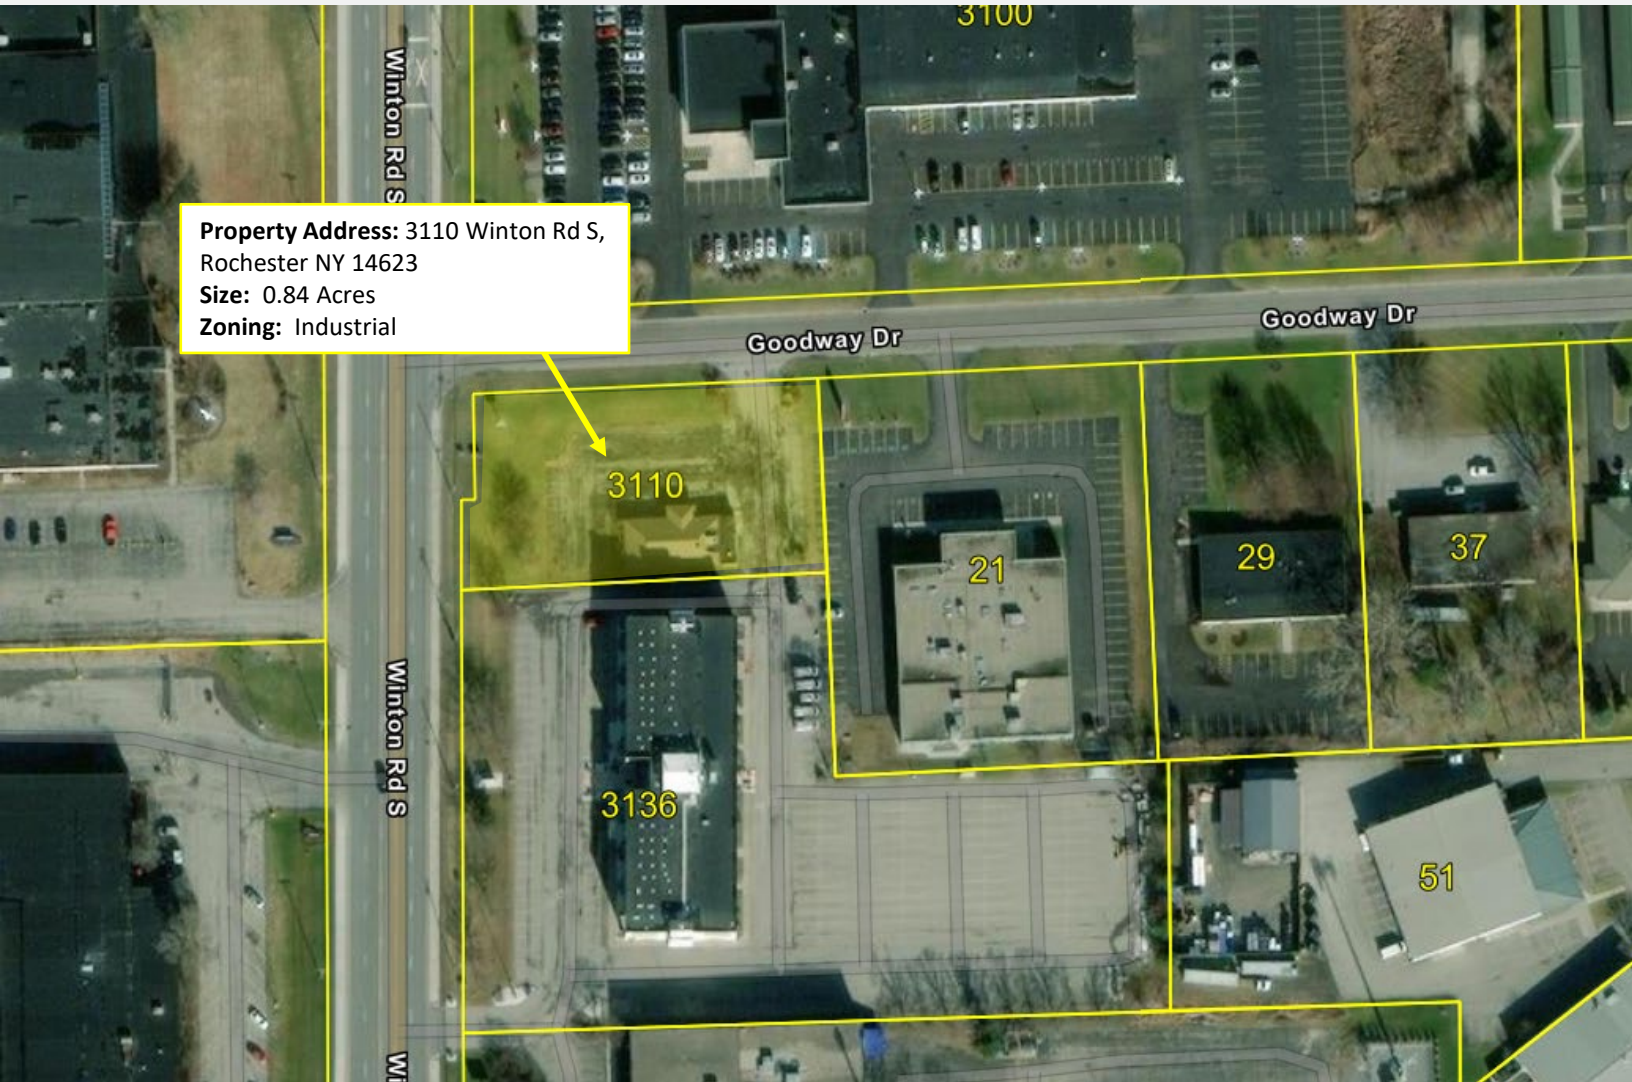 3100
Winton Rd S
Property Address: 3110 Winton Rd S,
Rochester NY 14623
Size: 0.84 Acres
Zoning: Industrial
Goodway Dr
Goodway Dr
3110
21
29
37
Winton Rd S
3136
51
Wi